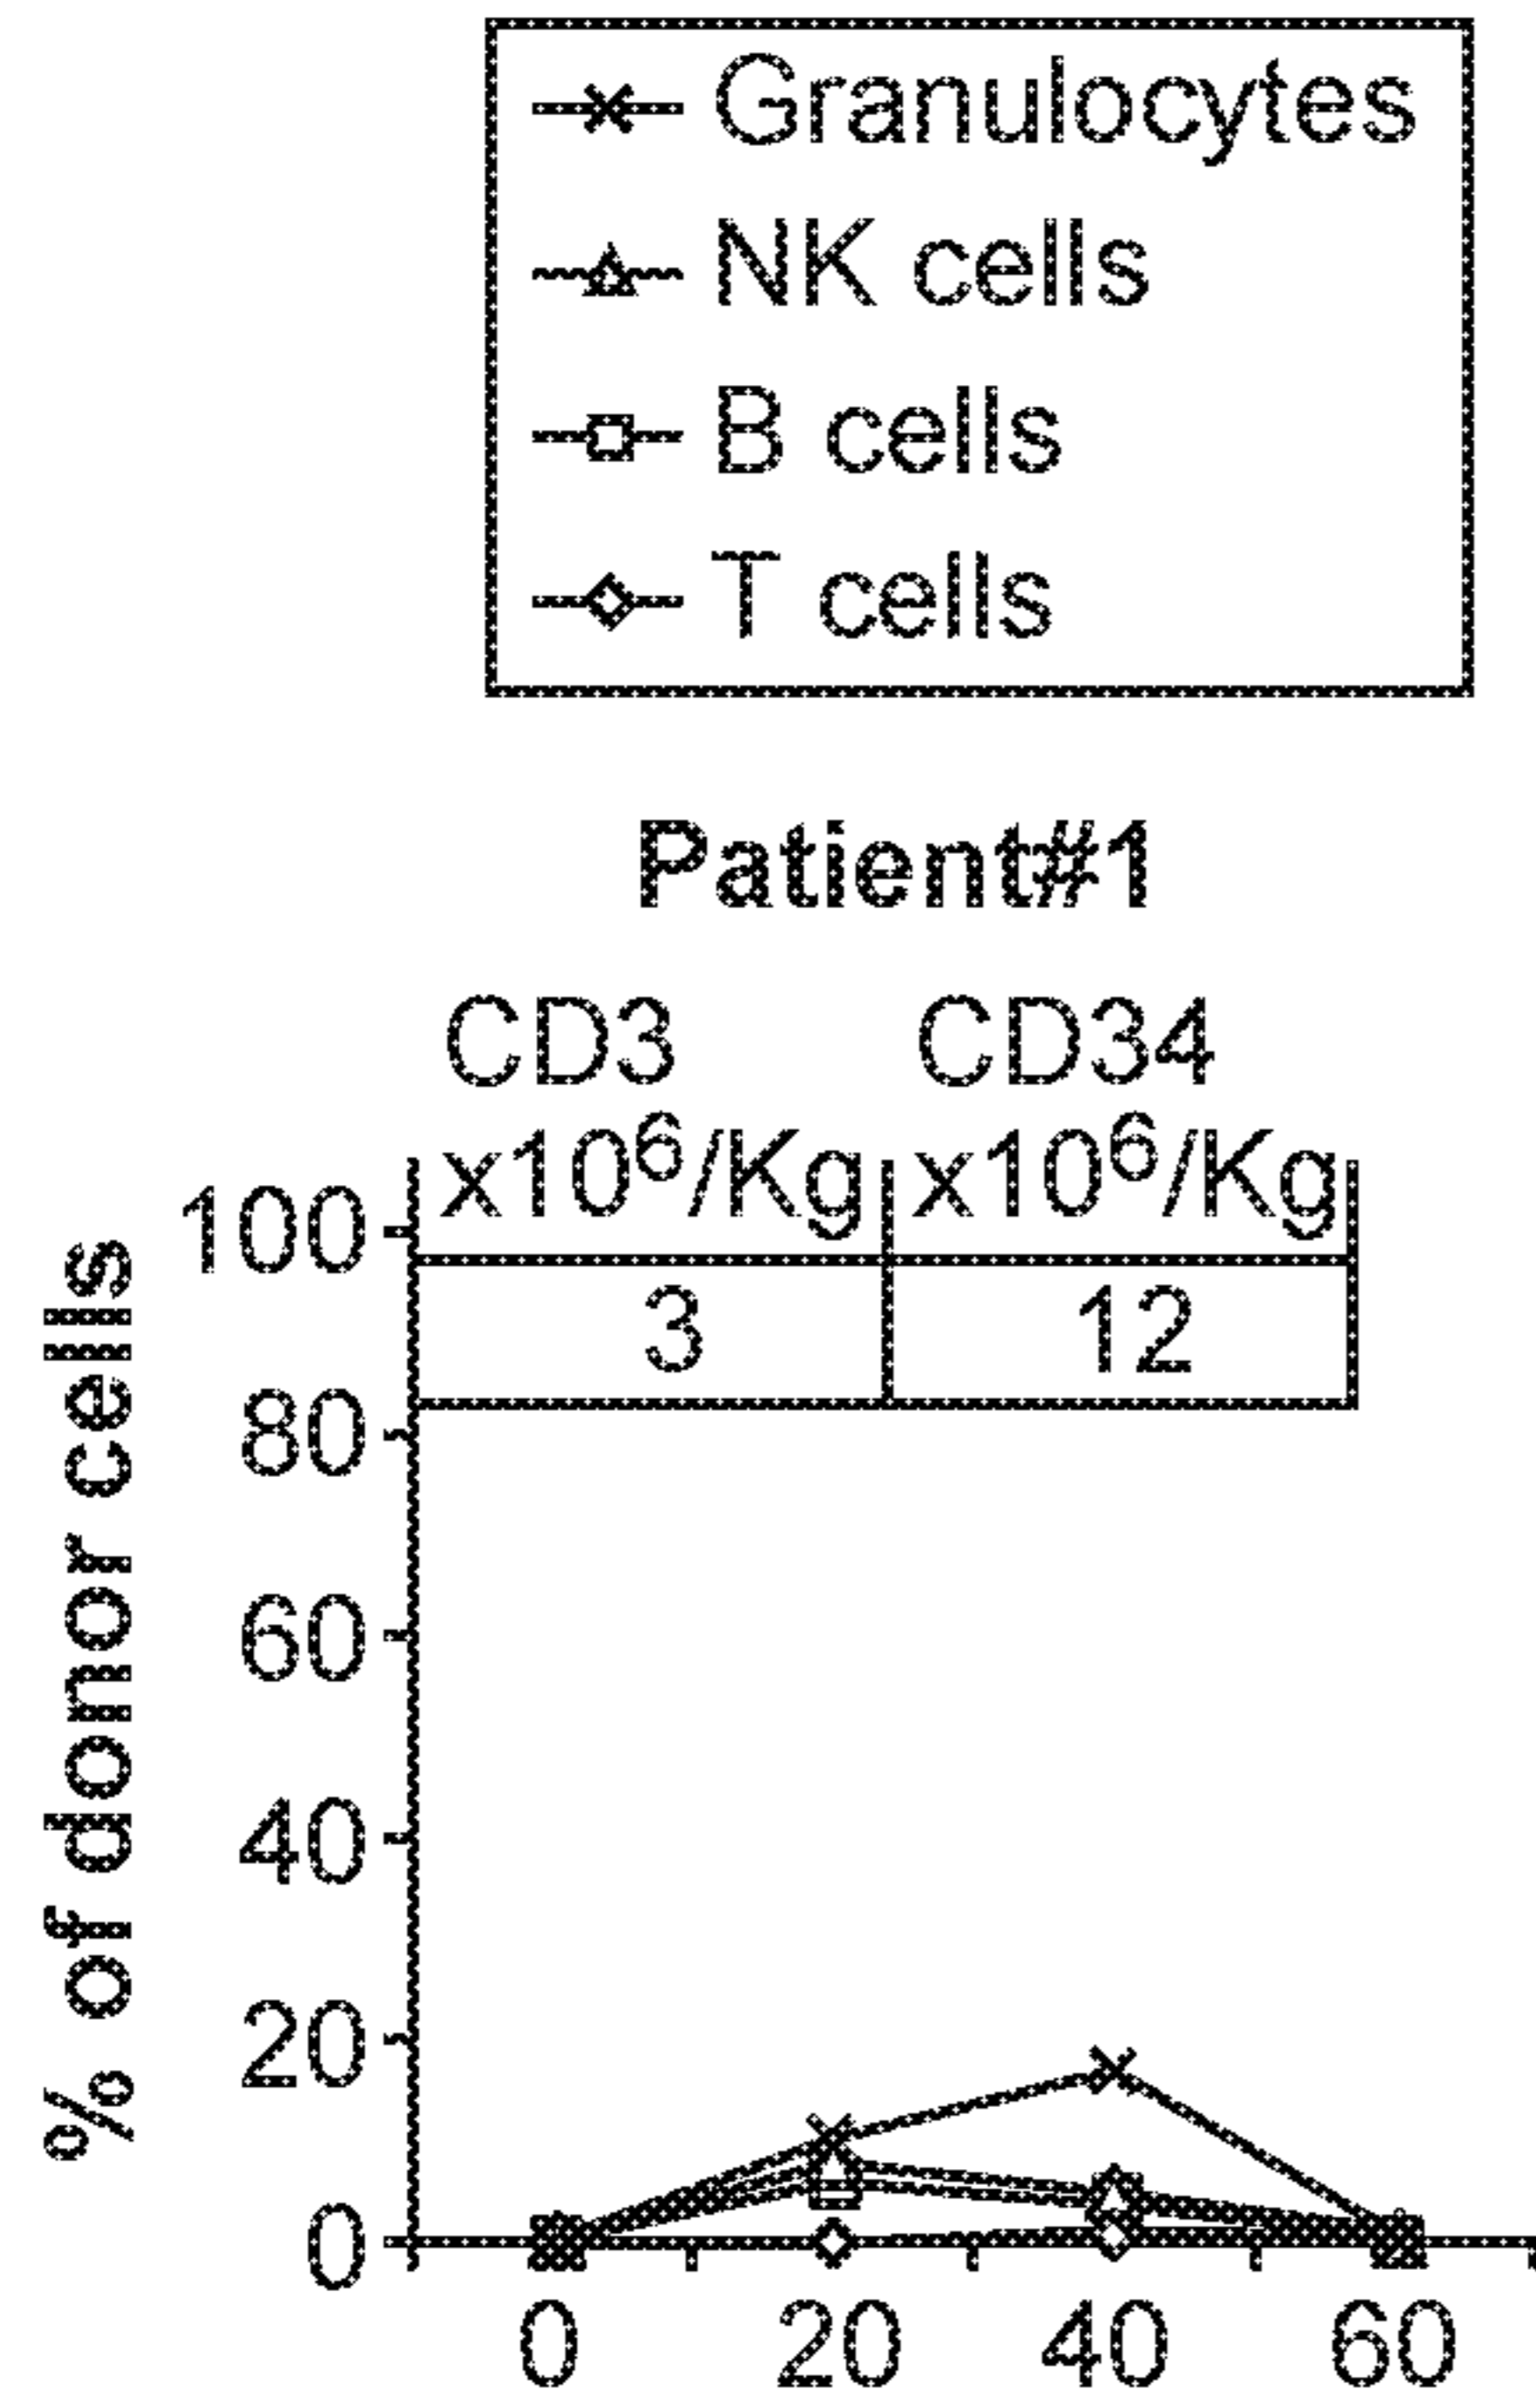 Granulocytes
NK cells
B cells
T cells
Patient#1
CD3 CD34
x10⁶/Kg x10⁶/Kg
3 12
% of donor cells
100
80
60
40
20
0
0 20 40 60